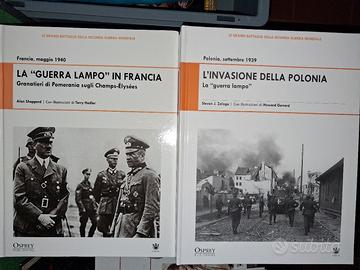 LE GRANDI BATTAGLIE DELLA SECONDA GUERRA MONDIALE
Francia, maggio 1940
LA "GUERRA LAMPO" IN FRANCIA
Granatieri di Pomerania sugli Champs-Élysées
Alan Sheppard | Con illustrazioni di Terry Hadler
OSPREY
LE GRANDI BATTAGLIE DELLA SECONDA GUERRA MONDIALE
Polonia, settembre 1939
L'INVASIONE DELLA POLONIA
La "guerra lampo"
Steven J. Zaloga | Con illustrazioni di Howard Gerrard
OSPREY
subito